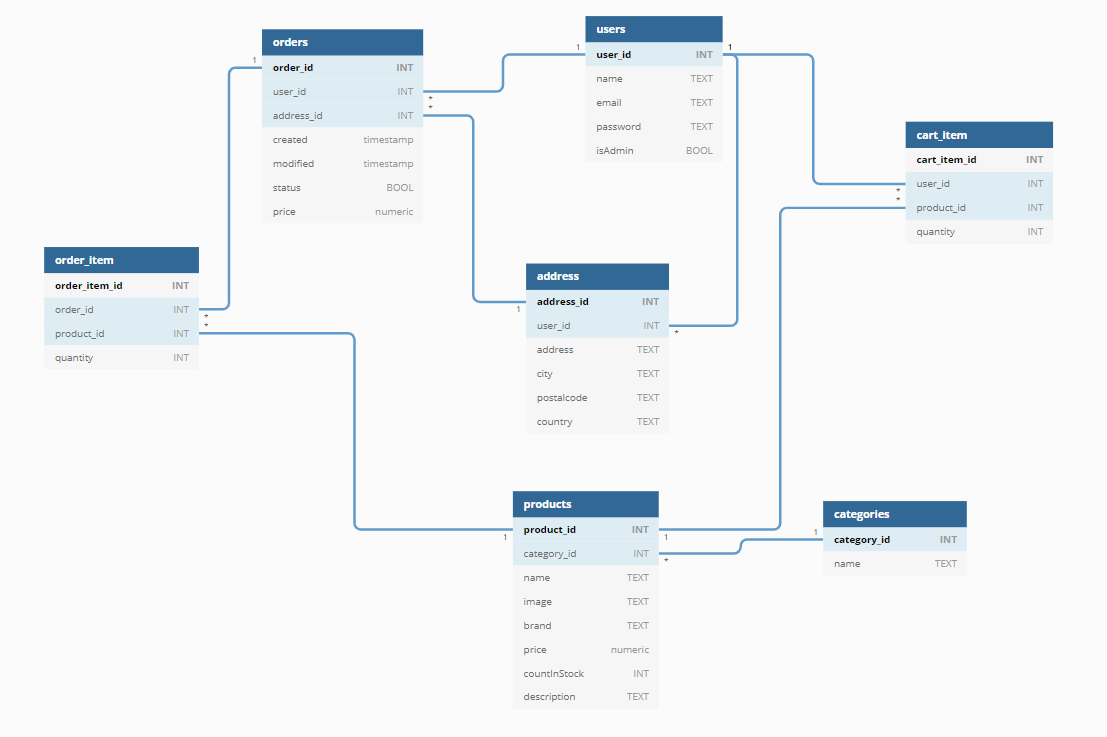 users
user_id INT
name TEXT
email TEXT
password TEXT
isAdmin BOOL
orders
order_id INT
user_id INT
address_id INT
created timestamp
modified timestamp
status BOOL
price numeric
cart_item
cart_item_id INT
user_id INT
product_id INT
quantity INT
order_item
order_item_id INT
order_id INT
product_id INT
quantity INT
address
address_id INT
user_id INT
address TEXT
city TEXT
postalcode TEXT
country TEXT
products
product_id INT
category_id INT
name TEXT
image TEXT
brand TEXT
price numeric
countInStock INT
description TEXT
categories
category_id INT
name TEXT
1
1
1
*
*
*
*
*
*
1
*
1
1
1
*